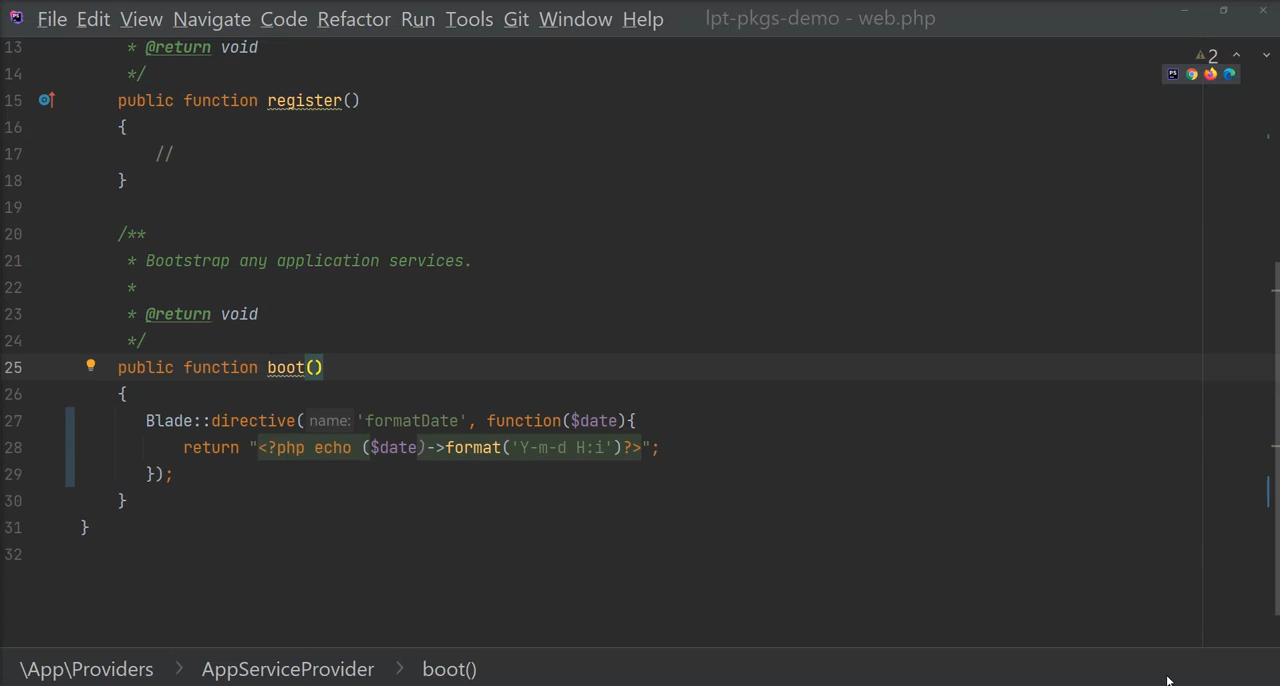 File Edit View Navigate Code Refactor Run Tools Git Window Help lpt-pkgs-demo - web.php
13 * @return void
2
14 */
PS
15 public function register()
16 {
17 //
18 }
19
20 /**
21 * Bootstrap any application services.
22 *
23 * @return void
24 */
25 public function boot()
26 {
27 Blade::directive( name: 'formatDate', function($date){
28 return "<?php echo ($date)->format('Y-m-d H:i')?>";
29 });
30 }
31 }
32
\App\Providers > AppServiceProvider > boot()